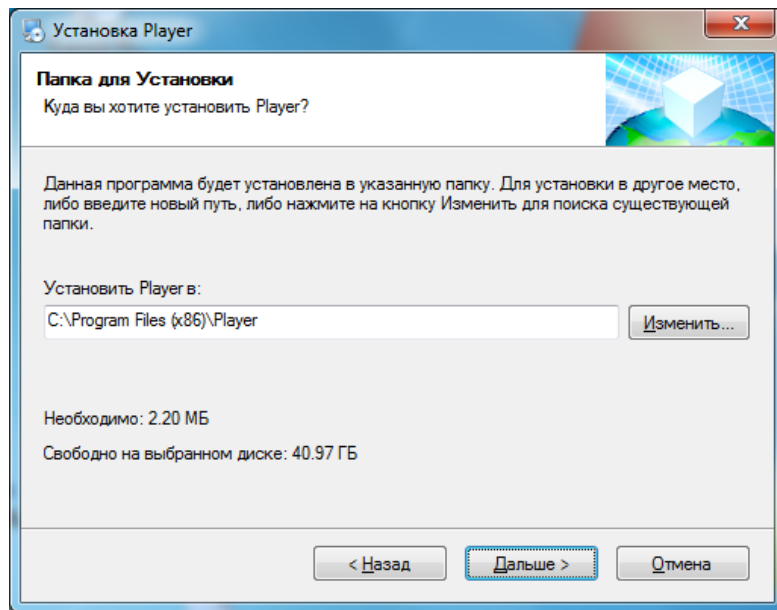 Установка Player
Папка для Установки
Куда вы хотите установить Player?
Данная программа будет установлена в указанную папку. Для установки в другое место,
либо введите новый путь, либо нажмите на кнопку Изменить для поиска существующей
папки.
Установить Player в:
C:\Program Files (x86)\Player
Изменить...
Необходимо: 2.20 МБ
Свободно на выбранном диске: 40.97 ГБ
< Назад
Дальше >
Отмена